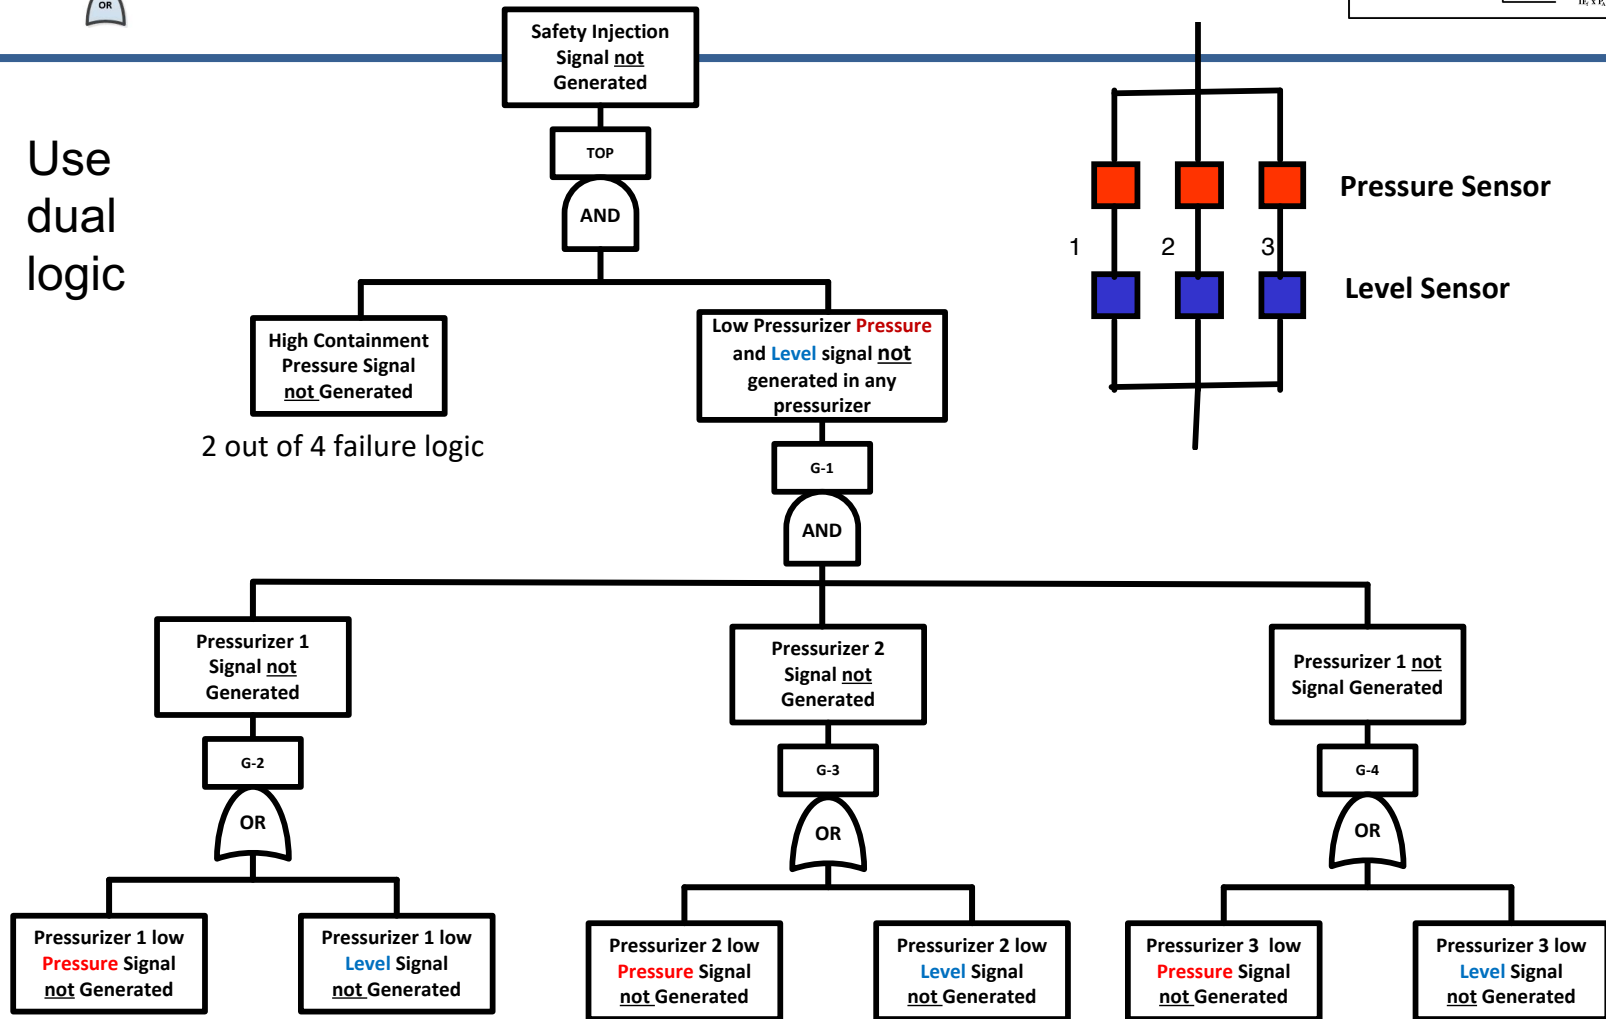 OR
Safety Injection
Signal not
Generated
TOP
AND
Use
dual
logic
Pressure Sensor
1
2
3
Level Sensor
High Containment
Pressure Signal
not Generated
2 out of 4 failure logic
Low Pressurizer Pressure
and Level signal not
generated in any
pressurizer
G-1
AND
Pressurizer 1
Signal not
Generated
Pressurizer 2
Signal not
Generated
Pressurizer 1 not
Signal Generated
G-2
G-3
G-4
OR
OR
OR
Pressurizer 1 low
Pressure Signal
not Generated
Pressurizer 1 low
Level Signal
not Generated
Pressurizer 2 low
Pressure Signal
not Generated
Pressurizer 2 low
Level Signal
not Generated
Pressurizer 3 low
Pressure Signal
not Generated
Pressurizer 3 low
Level Signal
not Generated